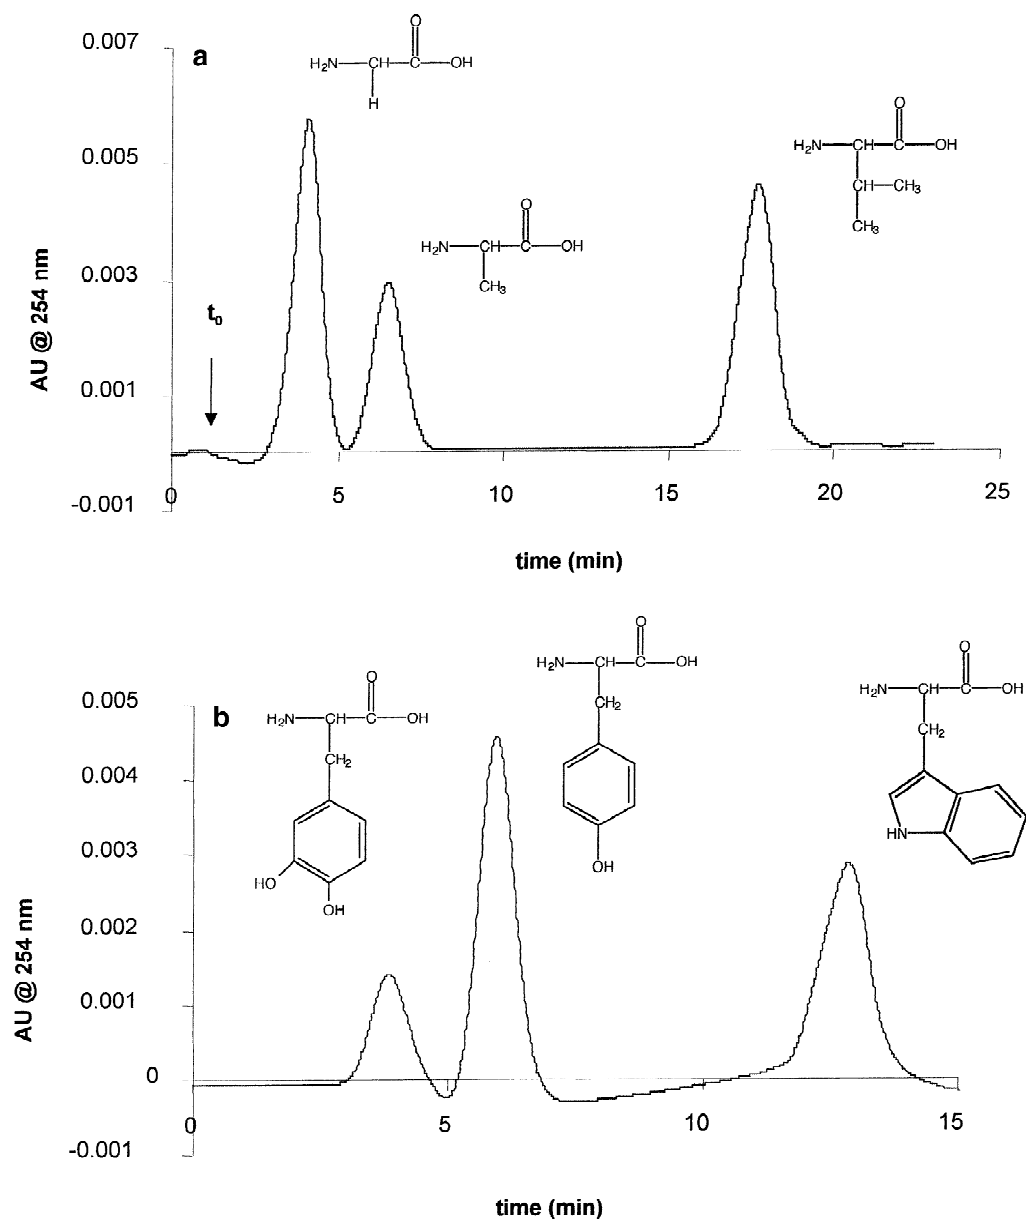 a
0.007
0.005
0.003
0.001
-0.001
AU @ 254 nm
t₀
O
H₂N CH C OH
H
O
H₂N CH C OH
CH₃
O
H₂N CH C OH
CH CH₃
CH₃
0 5 10 15 20 25
time (min)
b
0.005
0.004
0.003
0.002
0.001
0
-0.001
AU @ 254 nm
O
H₂N CH C OH
CH₂
HO
OH
O
H₂N CH C OH
CH₂
OH
O
H₂N CH C OH
CH₂
HN
0 5 10 15
time (min)